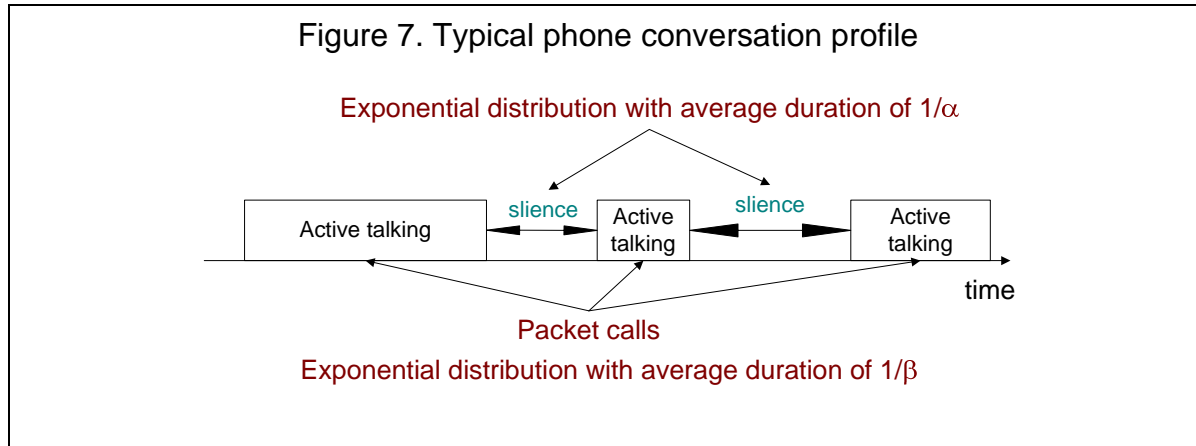 Figure 7. Typical phone conversation profile
Exponential distribution with average duration of 1/α
Active talking
slience
Active
talking
slience
Active
talking
time
Packet calls
Exponential distribution with average duration of 1/β